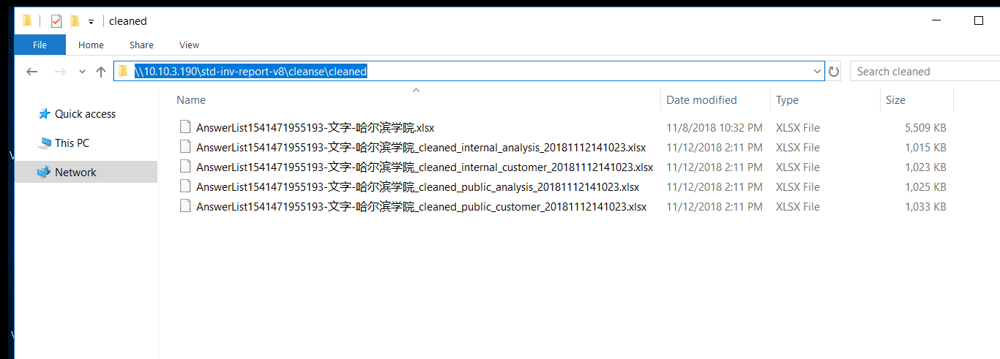 cleaned
File Home Share View
\\10.10.3.190\std-inv-report-v8\cleanse\cleaned Search cleaned
Quick access
This PC
Network
Name Date modified Type Size
AnswerList1541471955193-文字-哈尔滨学院.xlsx 11/8/2018 10:32 PM XLSX File 5,509 KB
AnswerList1541471955193-文字-哈尔滨学院_cleaned_internal_analysis_20181112141023.xlsx 11/12/2018 2:11 PM XLSX File 1,015 KB
AnswerList1541471955193-文字-哈尔滨学院_cleaned_internal_customer_20181112141023.xlsx 11/12/2018 2:11 PM XLSX File 1,023 KB
AnswerList1541471955193-文字-哈尔滨学院_cleaned_public_analysis_20181112141023.xlsx 11/12/2018 2:11 PM XLSX File 1,025 KB
AnswerList1541471955193-文字-哈尔滨学院_cleaned_public_customer_20181112141023.xlsx 11/12/2018 2:11 PM XLSX File 1,033 KB